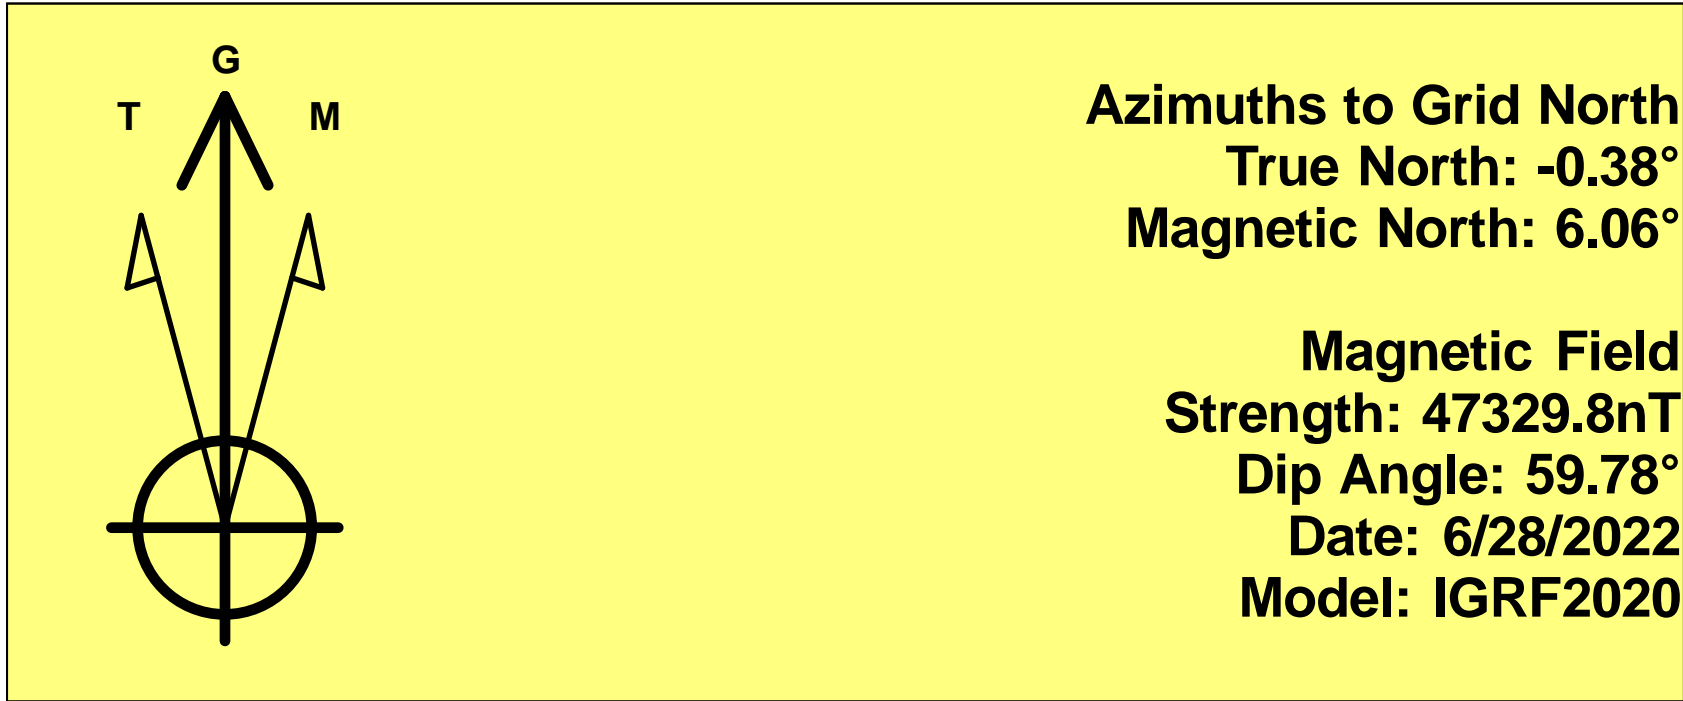 G
T M
Azimuths to Grid North
True North: -0.38°
Magnetic North: 6.06°
Magnetic Field
Strength: 47329.8nT
Dip Angle: 59.78°
Date: 6/28/2022
Model: IGRF2020